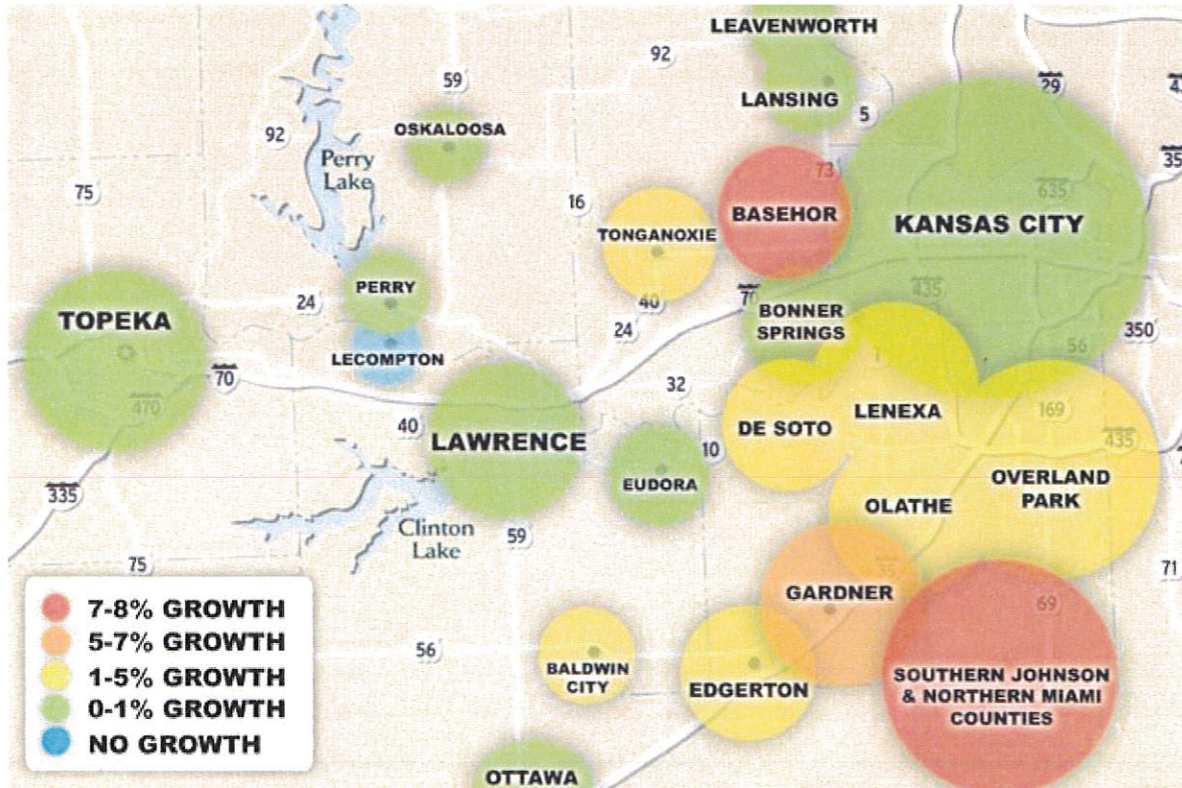 LEAVENWORTH
92
59
29
LANSING
5
92
OSKALOOSA
Perry
Lake
73
635
75
16
BASEHOR
KANSAS CITY
TONGANOXIE
PERRY
24
40
70
435
TOPEKA
BONNER
SPRINGS
24
350
LECOMPTON
56
70
32
470
40
LAWRENCE
DE SOTO
LENEXA
169
435
10
EUDORA
OVERLAND
PARK
335
OLATHE
Clinton
Lake
59
75
35
71
GARDNER
69
7-8% GROWTH
5-7% GROWTH
1-5% GROWTH
0-1% GROWTH
NO GROWTH
56
BALDWIN
CITY
EDGERTON
SOUTHERN JOHNSON
& NORTHERN MIAMI
COUNTIES
OTTAWA